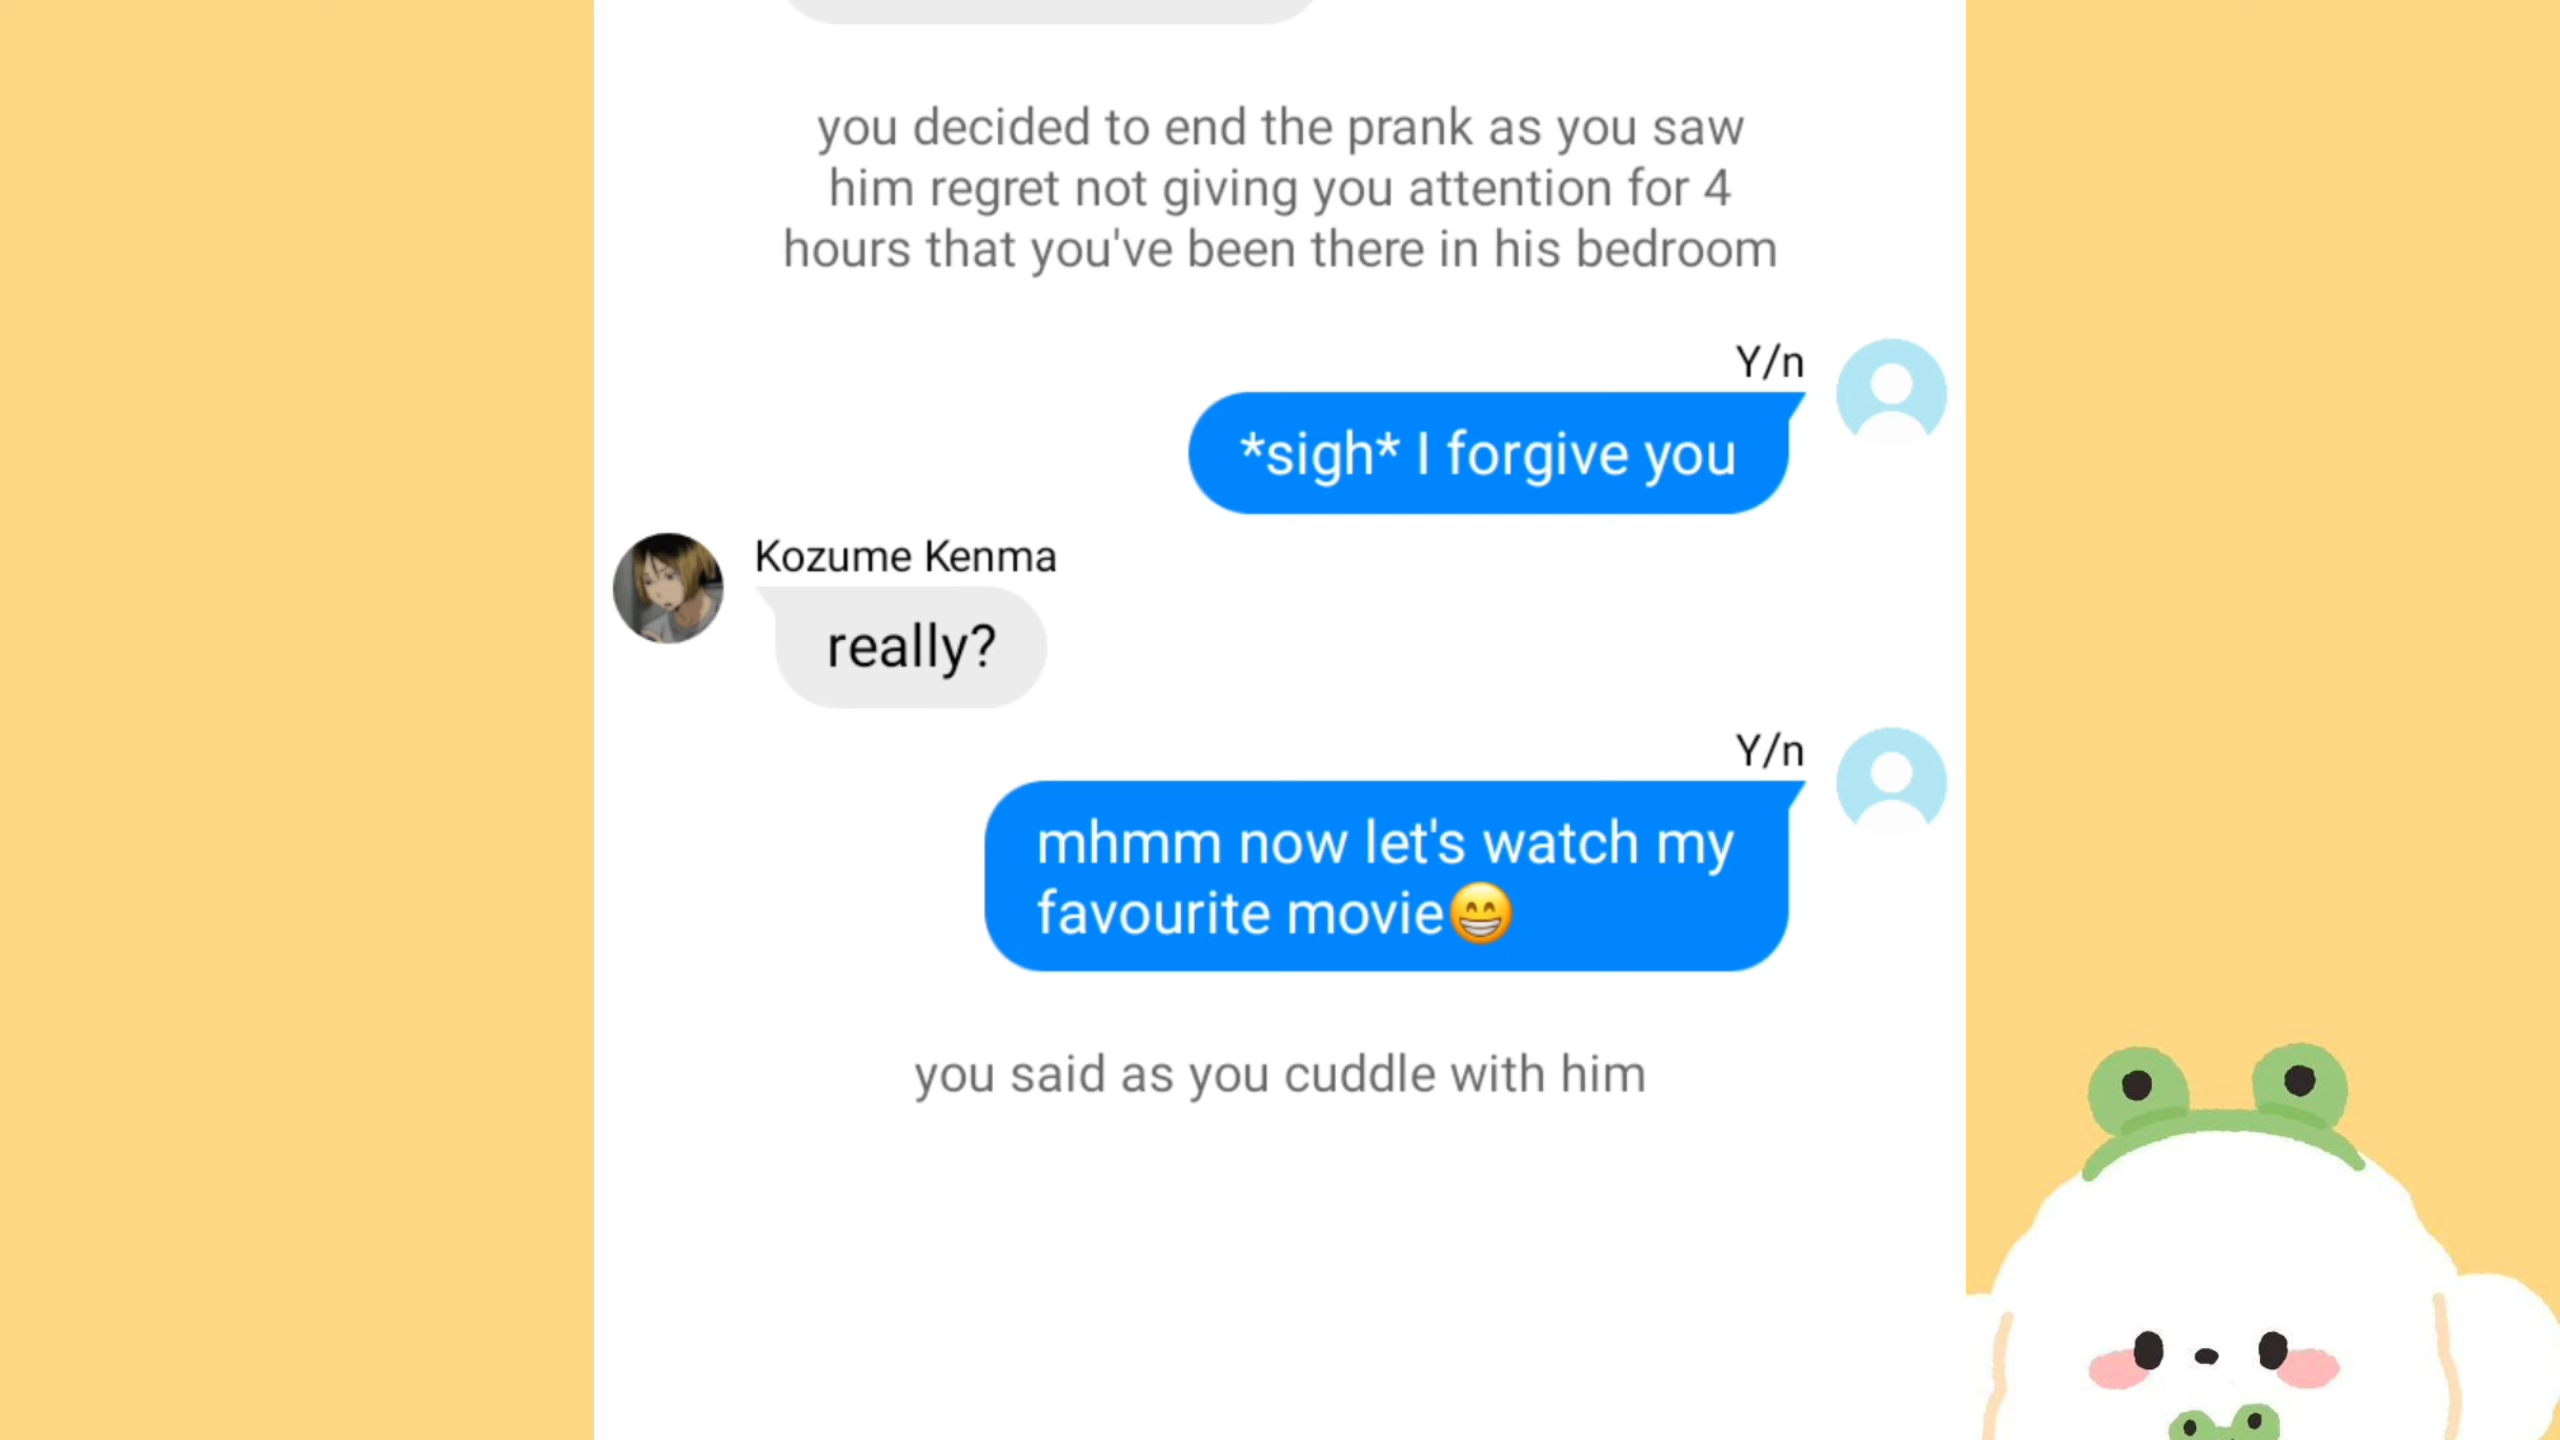 you decided to end the prank as you saw
him regret not giving you attention for 4
hours that you've been there in his bedroom
Y/n
*sigh* I forgive you
Kozume Kenma
really?
Y/n
mhmm now let's watch my
favourite movie😁
you said as you cuddle with him